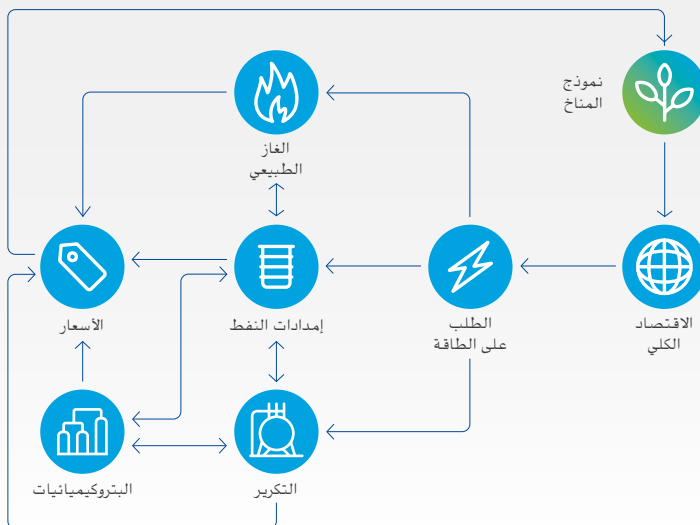 نموذج
المناخ
الغاز
الطبيعي
الاقتصاد
الكلي
الطلب
على الطاقة
إمدادات النفط
الأسعار
التكرير
البتروكيميائيات